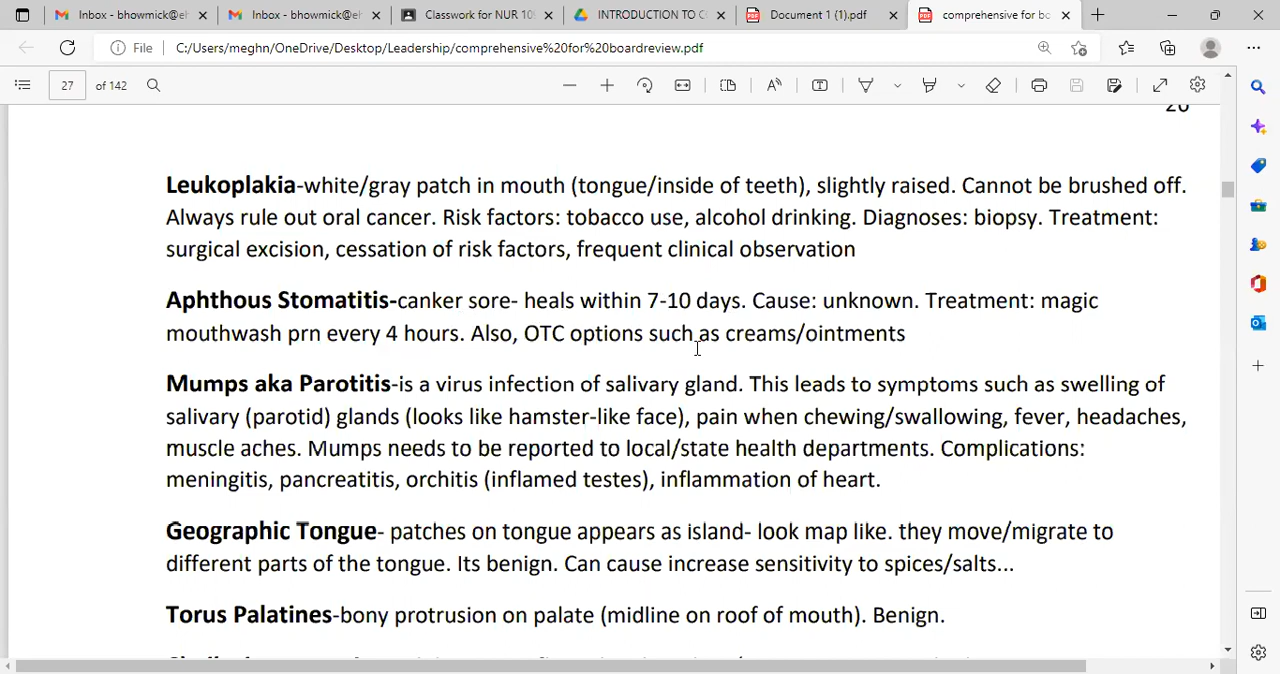 Inbox - bhowmick@eh
Inbox - bhowmick@eh
Classwork for NUR 10
INTRODUCTION TO C
Document 1 (1).pdf
comprehensive for bo
File C:/Users/meghn/OneDrive/Desktop/Leadership/comprehensive%20for%20boardreview.pdf
27 of 142
Leukoplakia-white/gray patch in mouth (tongue/inside of teeth), slightly raised. Cannot be brushed off.
Always rule out oral cancer. Risk factors: tobacco use, alcohol drinking. Diagnoses: biopsy. Treatment:
surgical excision, cessation of risk factors, frequent clinical observation
Aphthous Stomatitis-canker sore- heals within 7-10 days. Cause: unknown. Treatment: magic
mouthwash prn every 4 hours. Also, OTC options such as creams/ointments
Mumps aka Parotitis-is a virus infection of salivary gland. This leads to symptoms such as swelling of
salivary (parotid) glands (looks like hamster-like face), pain when chewing/swallowing, fever, headaches,
muscle aches. Mumps needs to be reported to local/state health departments. Complications:
meningitis, pancreatitis, orchitis (inflamed testes), inflammation of heart.
Geographic Tongue- patches on tongue appears as island- look map like. they move/migrate to
different parts of the tongue. Its benign. Can cause increase sensitivity to spices/salts...
Torus Palatines-bony protrusion on palate (midline on roof of mouth). Benign.